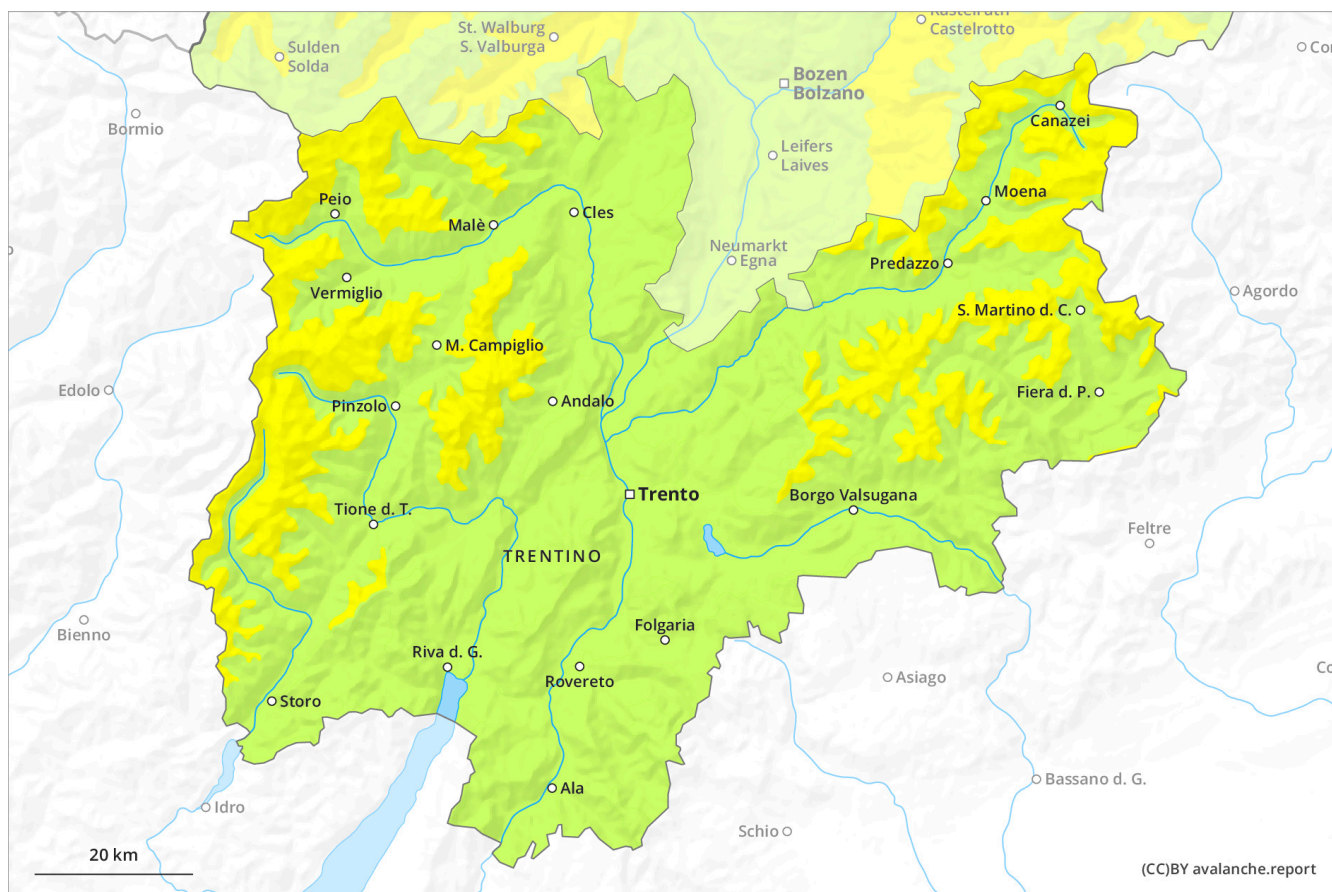 Kastelruth
Castelrotto
St. Walburg
S. Valburga
Sulden
Solda
Bozen
Bolzano
Bormio
Canazei
Leifers
Laives
Moena
Peio
Malè
Cles
Neumarkt
Egna
Predazzo
Vermiglio
Agordo
S. Martino d. C.
M. Campiglio
Edolo
Fiera d. P.
Pinzolo
Andalo
Trento
Borgo Valsugana
Tione d. T.
Feltre
TRENTINO
Bienno
Folgaria
Riva d. G.
Rovereto
Asiago
Storo
Bassano d. G.
Ala
Idro
Schio
20 km
(CC)BY avalanche.report